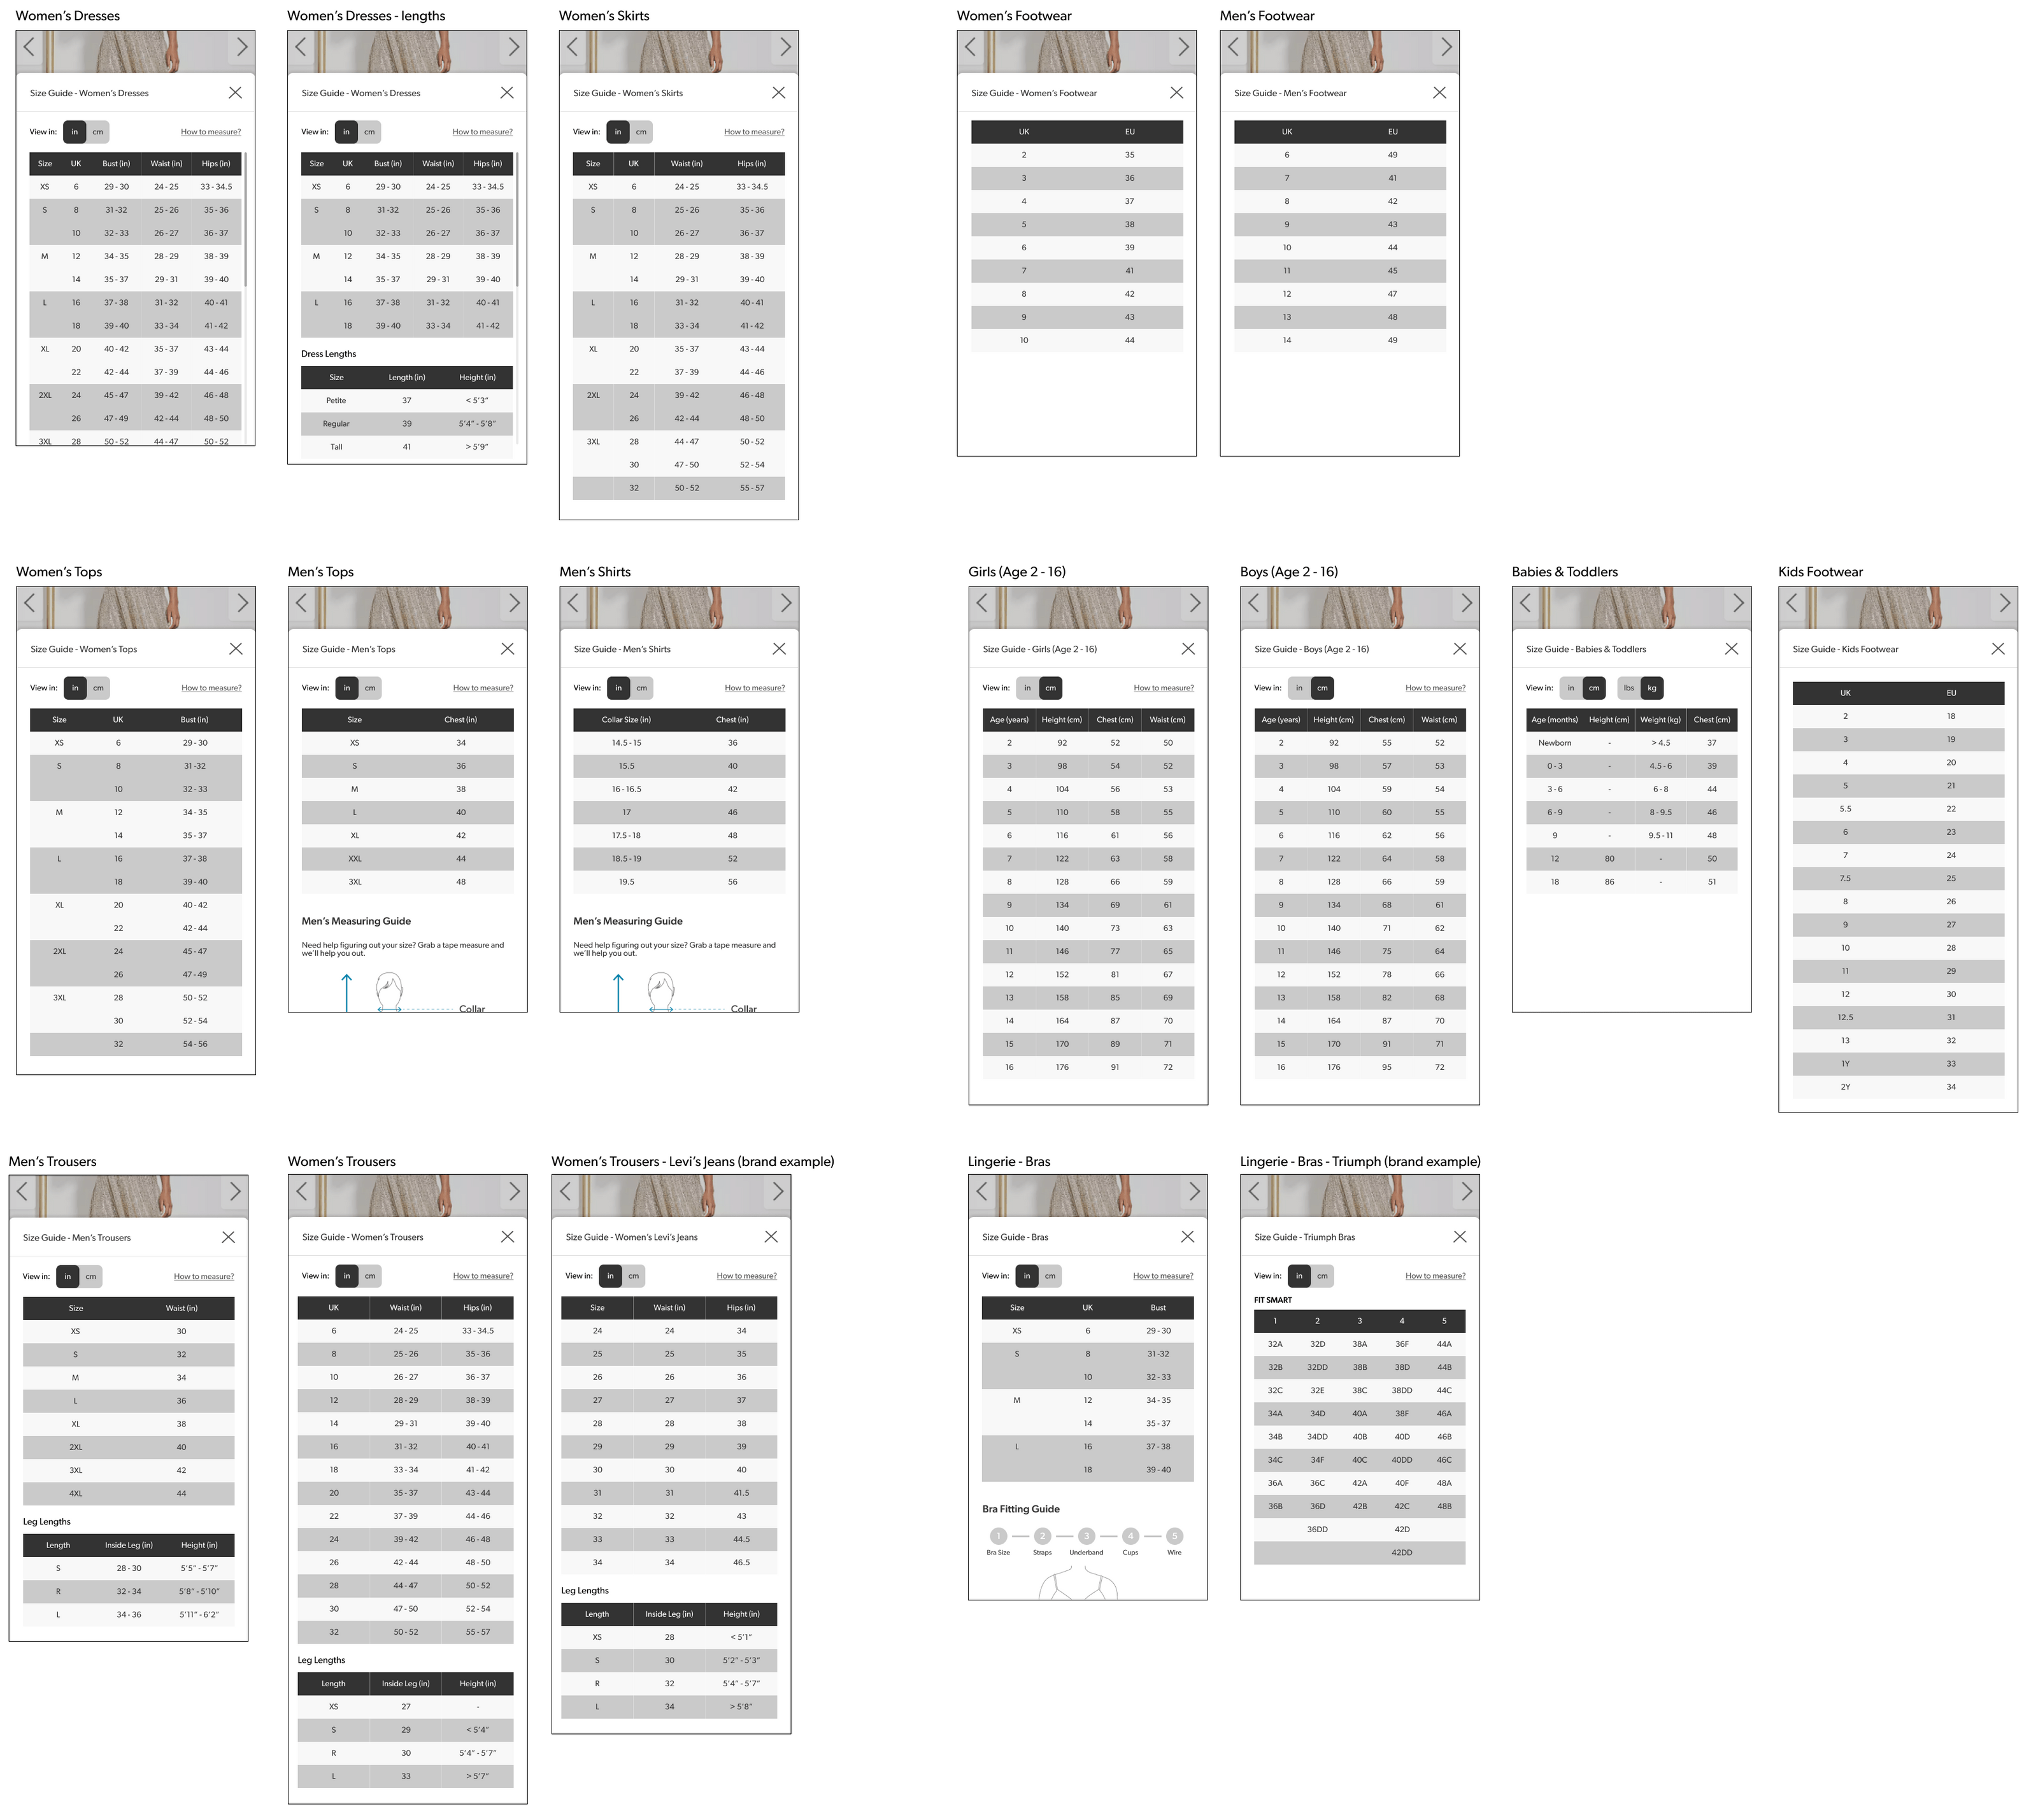 Women's Dresses
Size Guide - Women's Dresses
View in: in cm How to measure?
Size UK Bust (in) Waist (in) Hips (in)
XS 6 29 - 30 24 - 25 33 - 34.5
S 8 31 -32 25 - 26 35 - 36
10 32 - 33 26 - 27 36 - 37
M 12 34 - 35 28 - 29 38 - 39
14 35 - 37 29 - 31 39 - 40
L 16 37 - 38 31 - 32 40 - 41
18 39 - 40 33 - 34 41 - 42
XL 20 40 - 42 35 - 37 43 - 44
22 42 - 44 37 - 39 44 - 46
2XL 24 45 - 47 39 - 42 46 - 48
26 47 - 49 42 - 44 48 - 50
3XL 28 50 - 52 44 - 47 50 - 52
Women's Dresses - lengths
Size Guide - Women's Dresses
View in: in cm How to measure?
Size UK Bust (in) Waist (in) Hips (in)
XS 6 29 - 30 24 - 25 33 - 34.5
S 8 31 -32 25 - 26 35 - 36
10 32 - 33 26 - 27 36 - 37
M 12 34 - 35 28 - 29 38 - 39
14 35 - 37 29 - 31 39 - 40
L 16 37 - 38 31 - 32 40 - 41
18 39 - 40 33 - 34 41 - 42
Dress Lengths
Size Length (in) Height (in)
Petite 37 < 5'3"
Regular 39 5'4" - 5'8"
Tall 41 > 5'9"
Women's Skirts
Size Guide - Women's Skirts
View in: in cm How to measure?
Size UK Waist (in) Hips (in)
XS 6 24 - 25 33 - 34.5
S 8 25 - 26 35 - 36
10 26 - 27 36 - 37
M 12 28 - 29 38 - 39
14 29 - 31 39 - 40
L 16 31 - 32 40 - 41
18 33 - 34 41 - 42
XL 20 35 - 37 43 - 44
22 37 - 39 44 - 46
2XL 24 39 - 42 46 - 48
26 42 - 44 48 - 50
3XL 28 44 - 47 50 - 52
30 47 - 50 52 - 54
32 50 - 52 55 - 57
Women's Footwear
Size Guide - Women's Footwear
UK EU
2 35
3 36
4 37
5 38
6 39
7 41
8 42
9 43
10 44
Men's Footwear
Size Guide - Men's Footwear
UK EU
6 49
7 41
8 42
9 43
10 44
11 45
12 47
13 48
14 49
Women's Tops
Size Guide - Women's Tops
View in: in cm How to measure?
Size UK Bust (in)
XS 6 29 - 30
S 8 31 -32
10 32 - 33
M 12 34 - 35
14 35 - 37
L 16 37 - 38
18 39 - 40
XL 20 40 - 42
22 42 - 44
2XL 24 45 - 47
26 47 - 49
3XL 28 50 - 52
30 52 - 54
32 54 - 56
Men's Tops
Size Guide - Men's Tops
View in: in cm How to measure?
Size Chest (in)
XS 34
S 36
M 38
L 40
XL 42
XXL 44
3XL 48
Men's Measuring Guide
Need help figuring out your size? Grab a tape measure and
we'll help you out.
Collar
Men's Shirts
Size Guide - Men's Shirts
View in: in cm How to measure?
Collar Size (in) Chest (in)
14.5 - 15 36
15.5 40
16 - 16.5 42
17 46
17.5 - 18 48
18.5 - 19 52
19.5 56
Men's Measuring Guide
Need help figuring out your size? Grab a tape measure and
we'll help you out.
Collar
Girls (Age 2 - 16)
Size Guide - Girls (Age 2 - 16)
View in: in cm How to measure?
Age (years) Height (cm) Chest (cm) Waist (cm)
2 92 52 50
3 98 54 52
4 104 56 53
5 110 58 55
6 116 61 56
7 122 63 58
8 128 66 59
9 134 69 61
10 140 73 63
11 146 77 65
12 152 81 67
13 158 85 69
14 164 87 70
15 170 89 71
16 176 91 72
Boys (Age 2 - 16)
Size Guide - Boys (Age 2 - 16)
View in: in cm How to measure?
Age (years) Height (cm) Chest (cm) Waist (cm)
2 92 55 52
3 98 57 53
4 104 59 54
5 110 60 55
6 116 62 56
7 122 64 58
8 128 66 59
9 134 68 61
10 140 71 62
11 146 75 64
12 152 78 66
13 158 82 68
14 164 87 70
15 170 91 71
16 176 95 72
Babies & Toddlers
Size Guide - Babies & Toddlers
View in: in cm lbs kg
Age (months) Height (cm) Weight (kg) Chest (cm)
Newborn - > 4.5 37
0 - 3 - 4.5 - 6 39
3 - 6 - 6 - 8 44
6 - 9 - 8 - 9.5 46
9 - 9.5 - 11 48
12 80 - 50
18 86 - 51
Kids Footwear
Size Guide - Kids Footwear
UK EU
2 18
3 19
4 20
5 21
5.5 22
6 23
7 24
7.5 25
8 26
9 27
10 28
11 29
12 30
12.5 31
13 32
1Y 33
2Y 34
Men's Trousers
Size Guide - Men's Trousers
View in: in cm How to measure?
Size Waist (in)
XS 30
S 32
M 34
L 36
XL 38
2XL 40
3XL 42
4XL 44
Leg Lengths
Length Inside Leg (in) Height (in)
S 28 - 30 5'5" - 5'7"
R 32 - 34 5'8" - 5'10"
L 34 - 36 5'11" - 6'2"
Women's Trousers
Size Guide - Women's Trousers
View in: in cm How to measure?
UK Waist (in) Hips (in)
6 24 - 25 33 - 34.5
8 25 - 26 35 - 36
10 26 - 27 36 - 37
12 28 - 29 38 - 39
14 29 - 31 39 - 40
16 31 - 32 40 - 41
18 33 - 34 41 - 42
20 35 - 37 43 - 44
22 37 - 39 44 - 46
24 39 - 42 46 - 48
26 42 - 44 48 - 50
28 44 - 47 50 - 52
30 47 - 50 52 - 54
32 50 - 52 55 - 57
Leg Lengths
Length Inside Leg (in) Height (in)
XS 27 -
S 29 < 5'4"
R 30 5'4" - 5'7"
L 33 > 5'7"
Women's Trousers - Levi's Jeans (brand example)
Size Guide - Women's Levi's Jeans
View in: in cm How to measure?
Size Waist (in) Hips (in)
24 24 34
25 25 35
26 26 36
27 27 37
28 28 38
29 29 39
30 30 40
31 31 41.5
32 32 43
33 33 44.5
34 34 46.5
Leg Lengths
Length Inside Leg (in) Height (in)
XS 28 < 5'1"
S 30 5'2" - 5'3"
R 32 5'4" - 5'7"
L 34 > 5'8"
Lingerie - Bras
Size Guide - Bras
View in: in cm How to measure?
Size UK Bust
XS 6 29 - 30
S 8 31 -32
10 32 - 33
M 12 34 - 35
14 35 - 37
L 16 37 - 38
18 39 - 40
Bra Fitting Guide
1 2 3 4 5
Bra Size Straps Underband Cups Wire
Lingerie - Bras - Triumph (brand example)
Size Guide - Triumph Bras
View in: in cm How to measure?
FIT SMART
1 2 3 4 5
32A 32D 38A 36F 44A
32B 32DD 38B 38D 44B
32C 32E 38C 38DD 44C
34A 34D 40A 38F 46A
34B 34DD 40B 40D 46B
34C 34F 40C 40DD 46C
36A 36C 42A 40F 48A
36B 36D 42B 42C 48B
36DD 42D
42DD